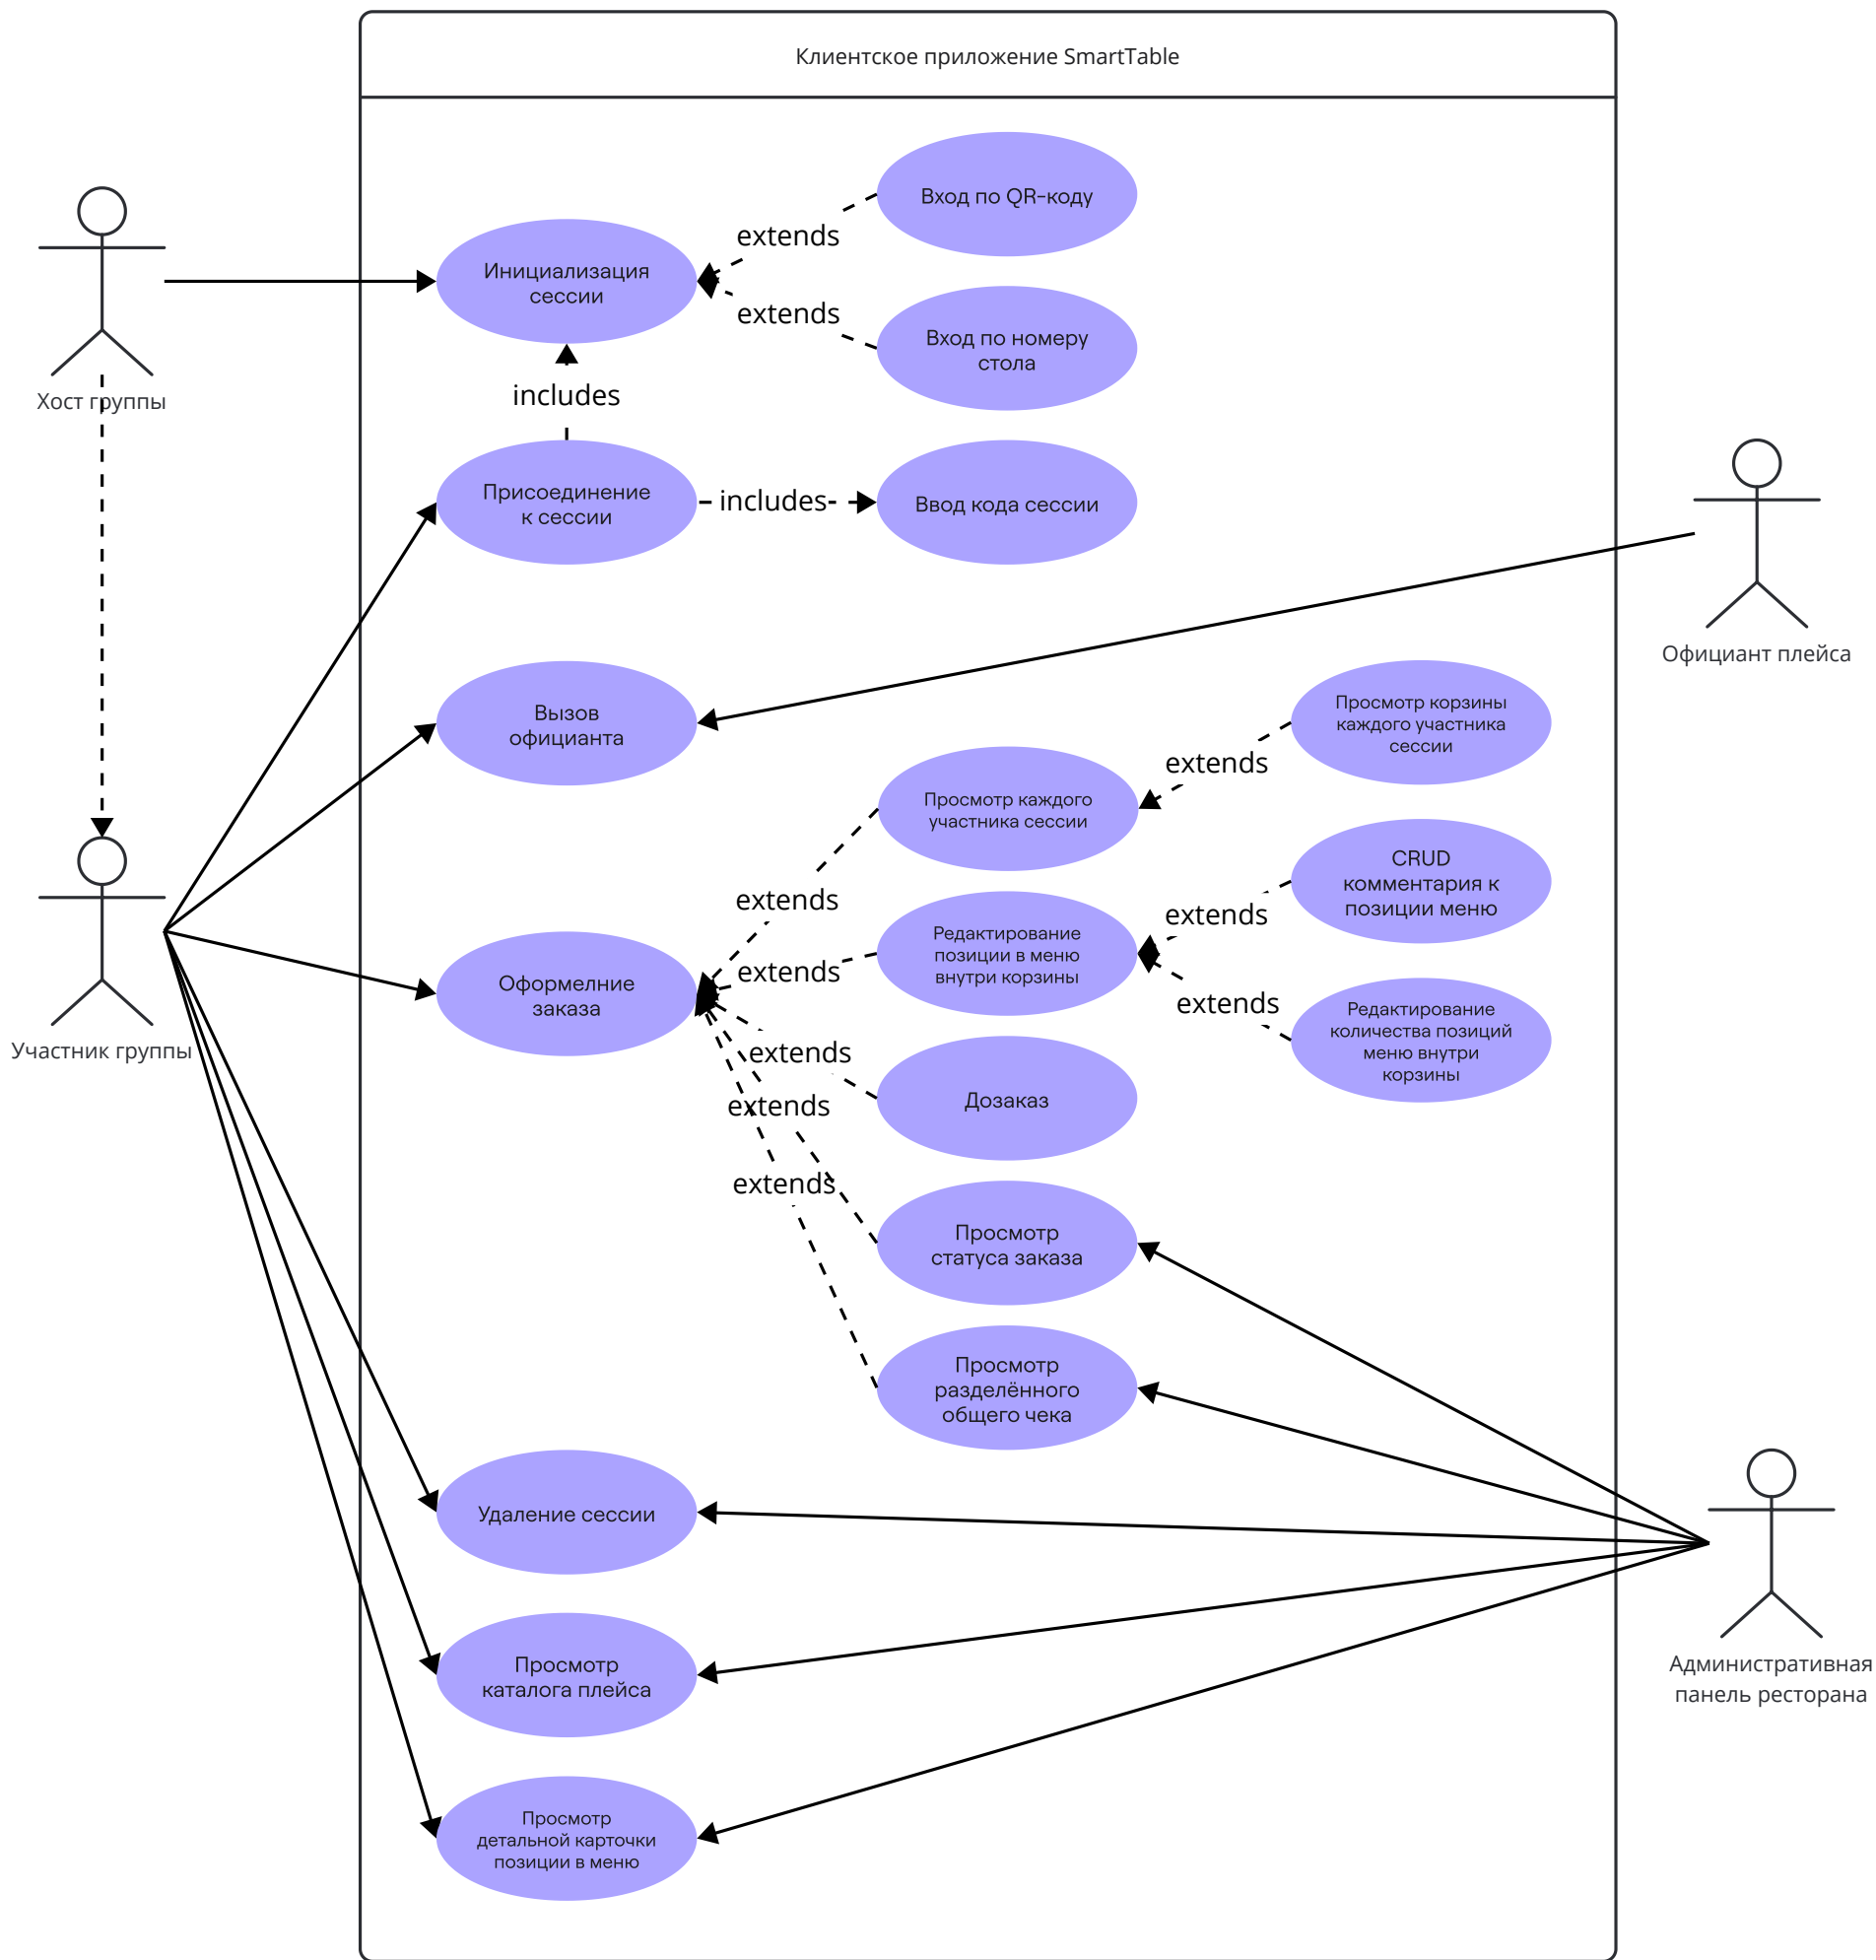 Клиентское приложение SmartTable
Вход по QR-коду
extends
Инициализация
сессии
extends
Вход по номеру
стола
Хост группы
includes
Присоединение
к сессии
includes
Ввод кода сессии
Официант плейса
Вызов
официанта
Просмотр корзины
каждого участника
сессии
extends
Просмотр каждого
участника сессии
extends
CRUD
комментария к
позиции меню
extends
Редактирование
позиции в меню
внутри корзины
extends
Оформелние
заказа
extends
Редактирование
количества позиций
меню внутри
корзины
Участник группы
extends
Дозаказ
extends
extends
Просмотр
статуса заказа
Просмотр
разделённого
общего чека
Удаление сессии
Просмотр
каталога плейса
Административная
панель ресторана
Просмотр
детальной карточки
позиции в меню